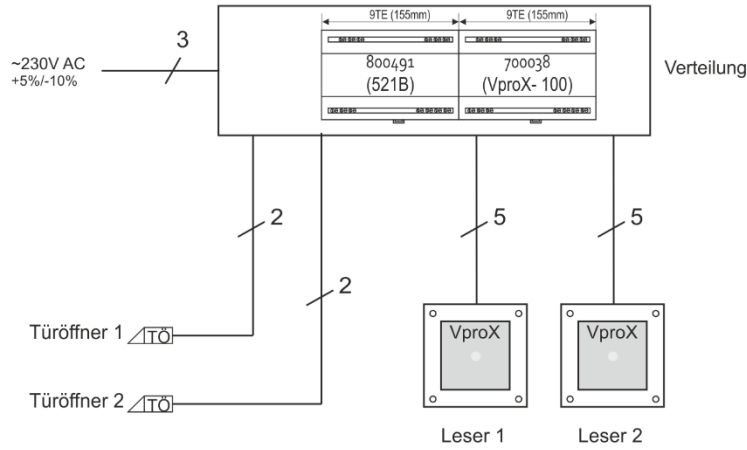 9TE (155mm)
9TE (155mm)
3
~230V AC
+5%/-10%
800491
(521B)
700038
(VproX- 100)
Verteilung
2
5
5
2
Türöffner 1
TÖ
VproX
VproX
Türöffner 2
TÖ
Leser 1
Leser 2